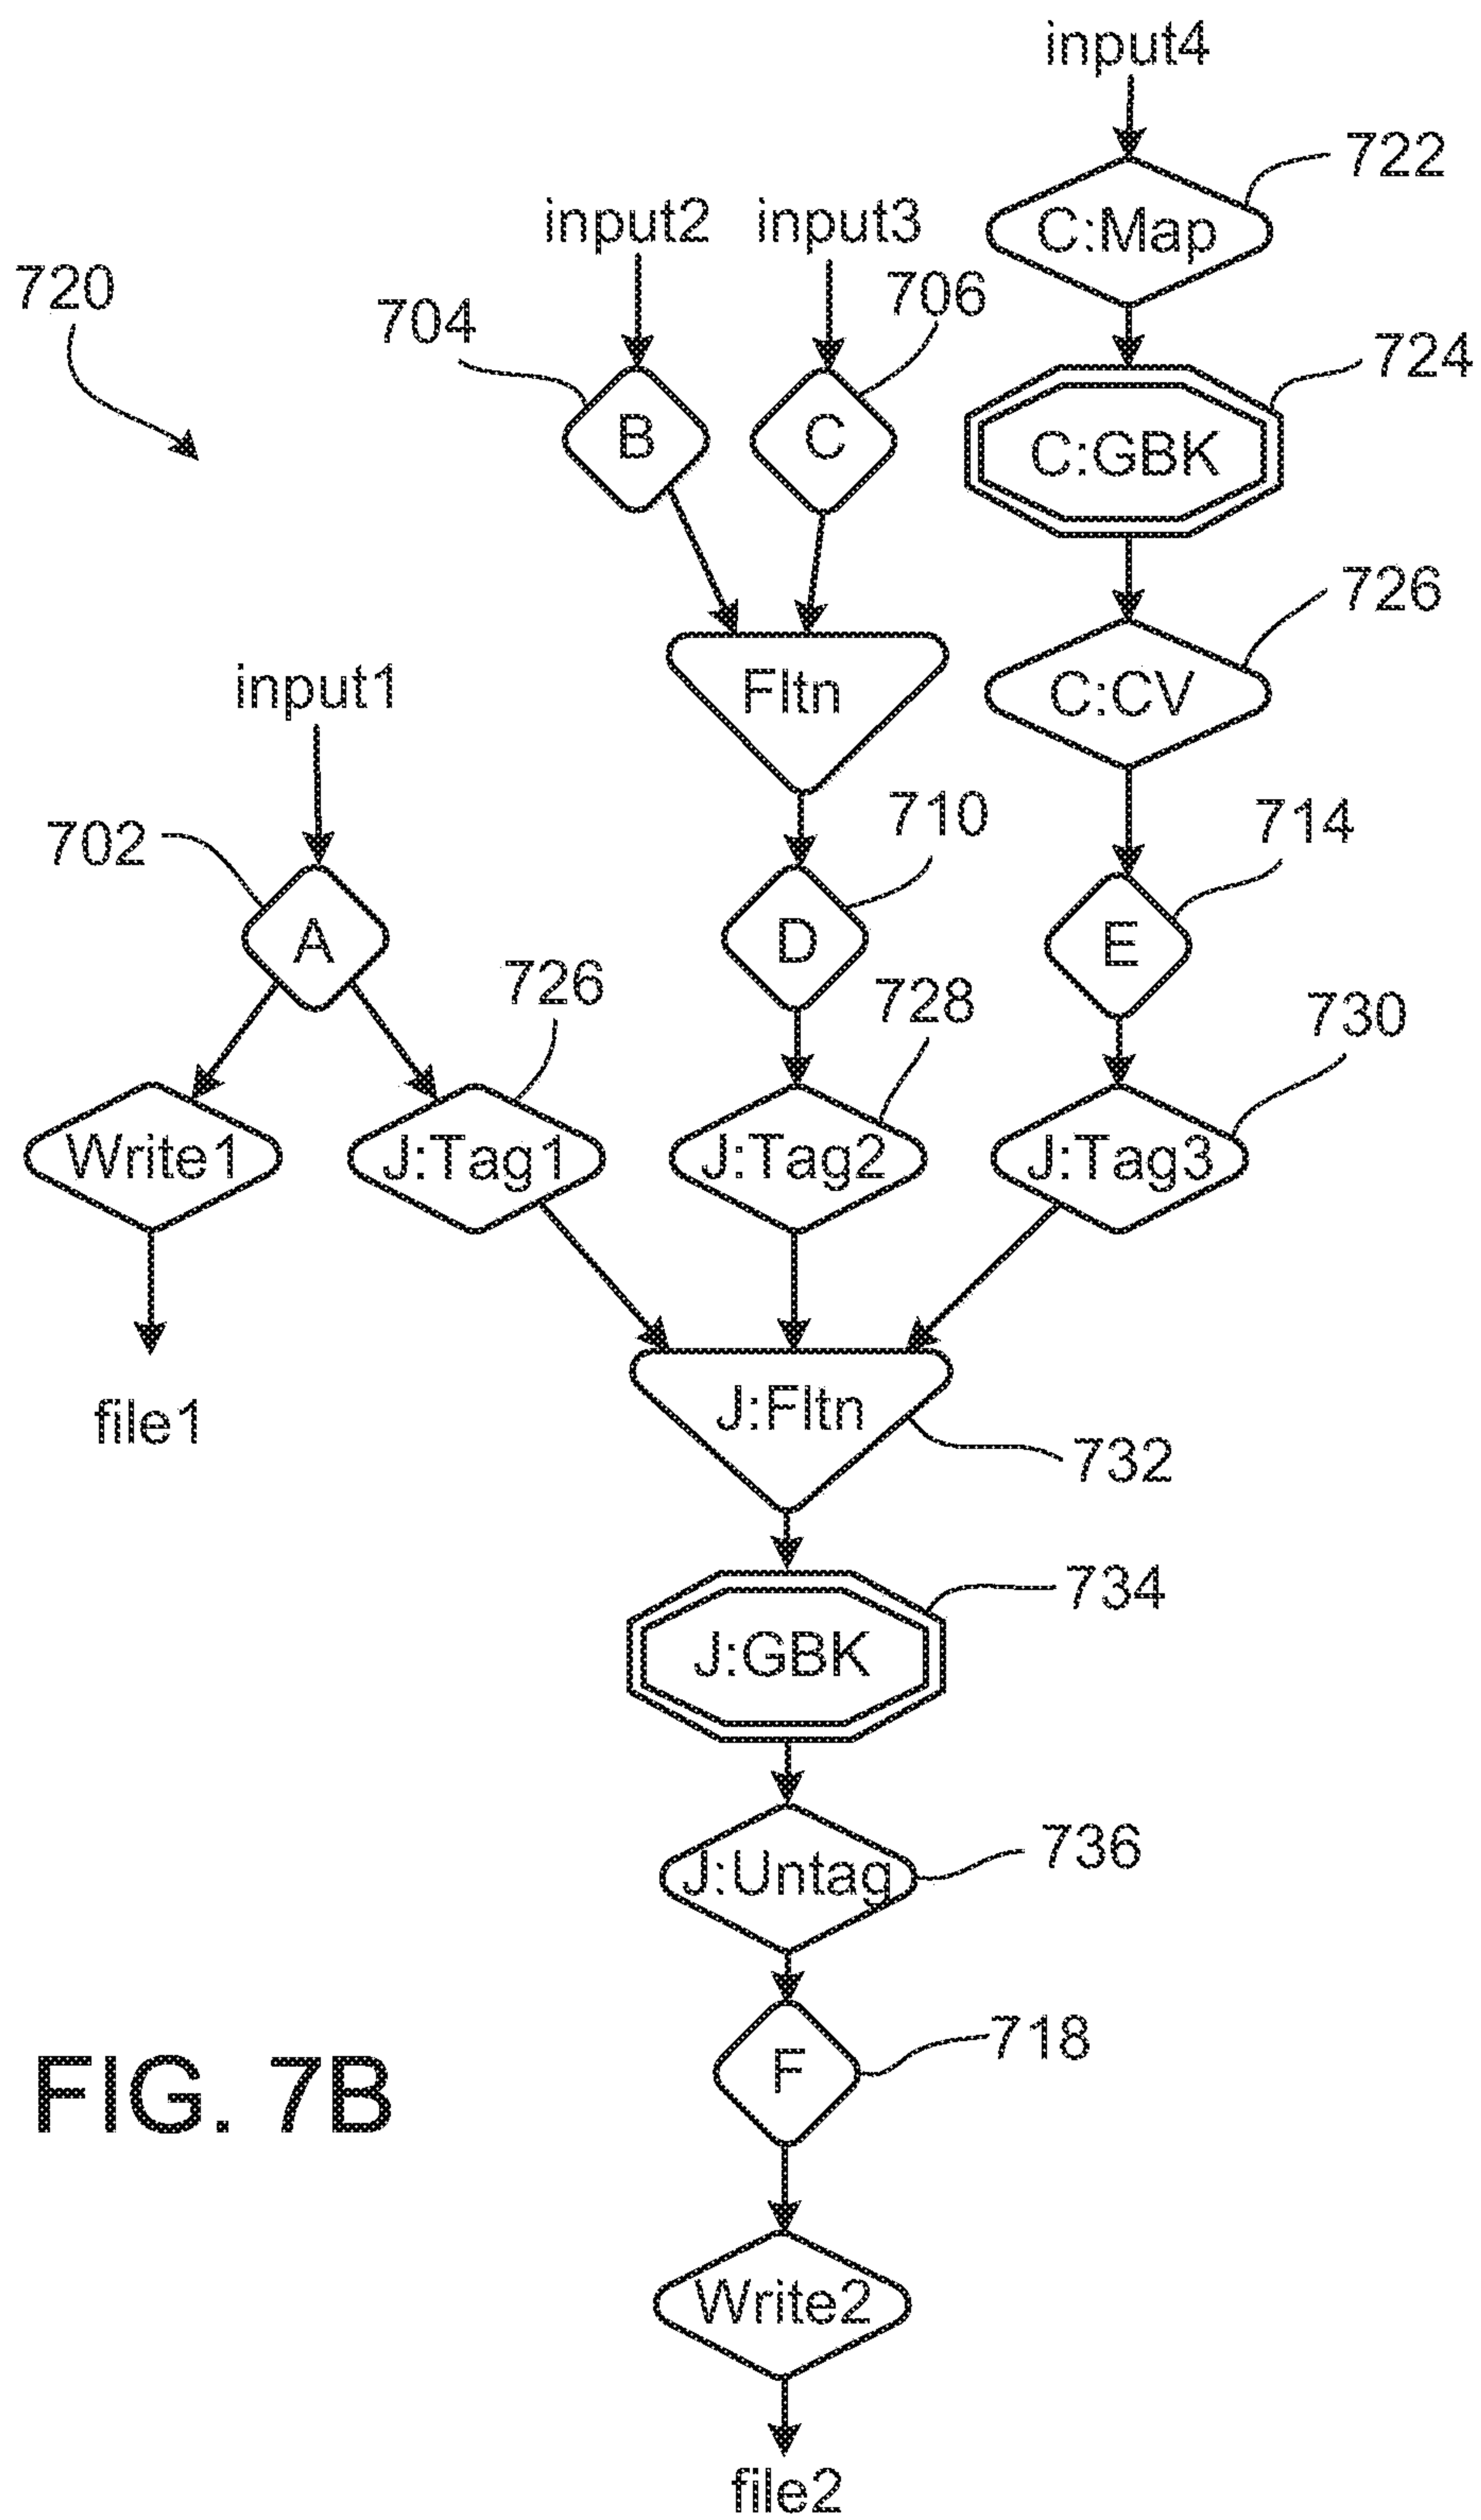 input4
722
C:Map
input2
input3
720
704
706
724
B
C
C:GBK
726
input1
Fltn
C:CV
702
710
714
A
D
E
726
728
730
Write1
J:Tag1
J:Tag2
J:Tag3
file1
J:Fltn
732
734
J:GBK
736
J:Untag
718
F
FIG. 7B
Write2
file2